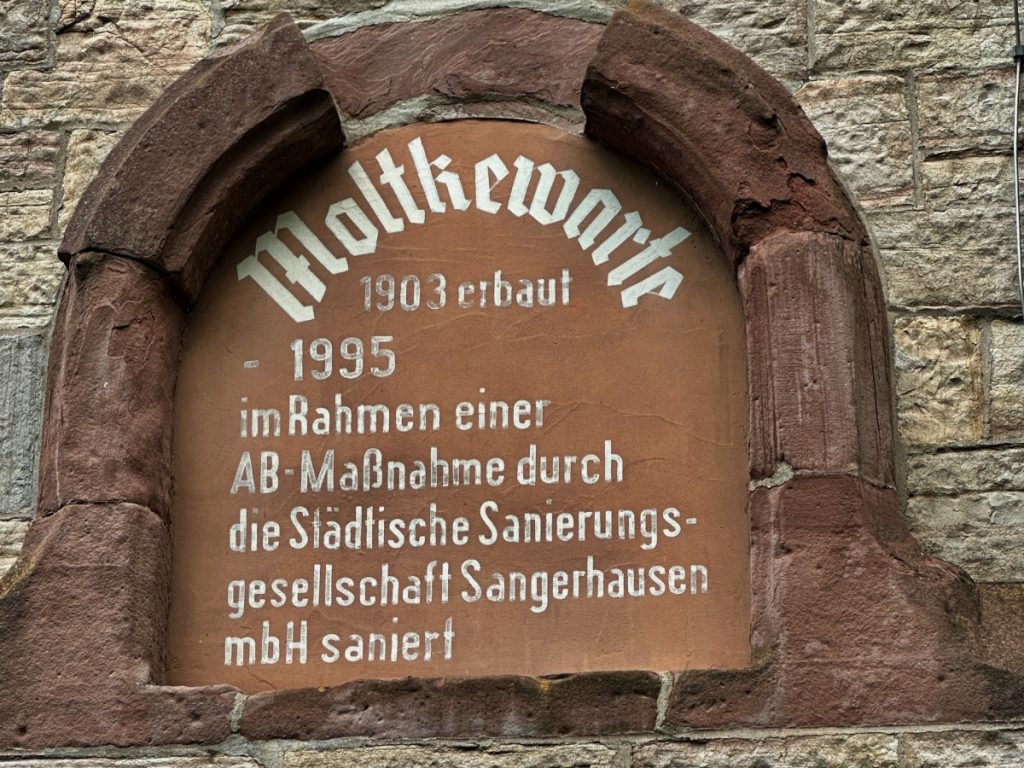 Moltkewarte
1903 erbaut
- 1995
im Rahmen einer
AB-Maßnahme durch
die Städtische Sanierungs-
gesellschaft Sangerhausen
mbH saniert